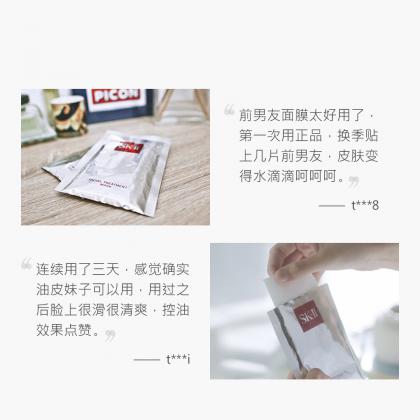 PICON
SK-II
FACIAL TREATMENT
MASK
“前男友面膜太好用了，
第一次用正品，换季贴
上几片前男友，皮肤变
得水滴滴呵呵呵。”
—— t***8
“连续用了三天，感觉确实
油皮妹子可以用，用过之
后脸上很滑很清爽，控油
效果点赞。”
—— t***i
SK-II